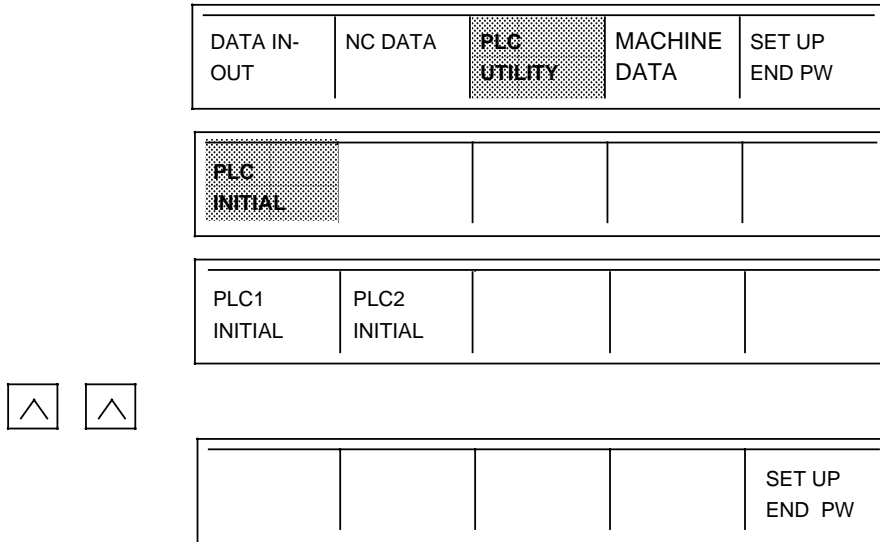 DATA IN-
OUT
NC DATA
PLC
UTILITY
MACHINE
DATA
SET UP
END PW
PLC
INITIAL
PLC1
INITIAL
PLC2
INITIAL
SET UP
END PW